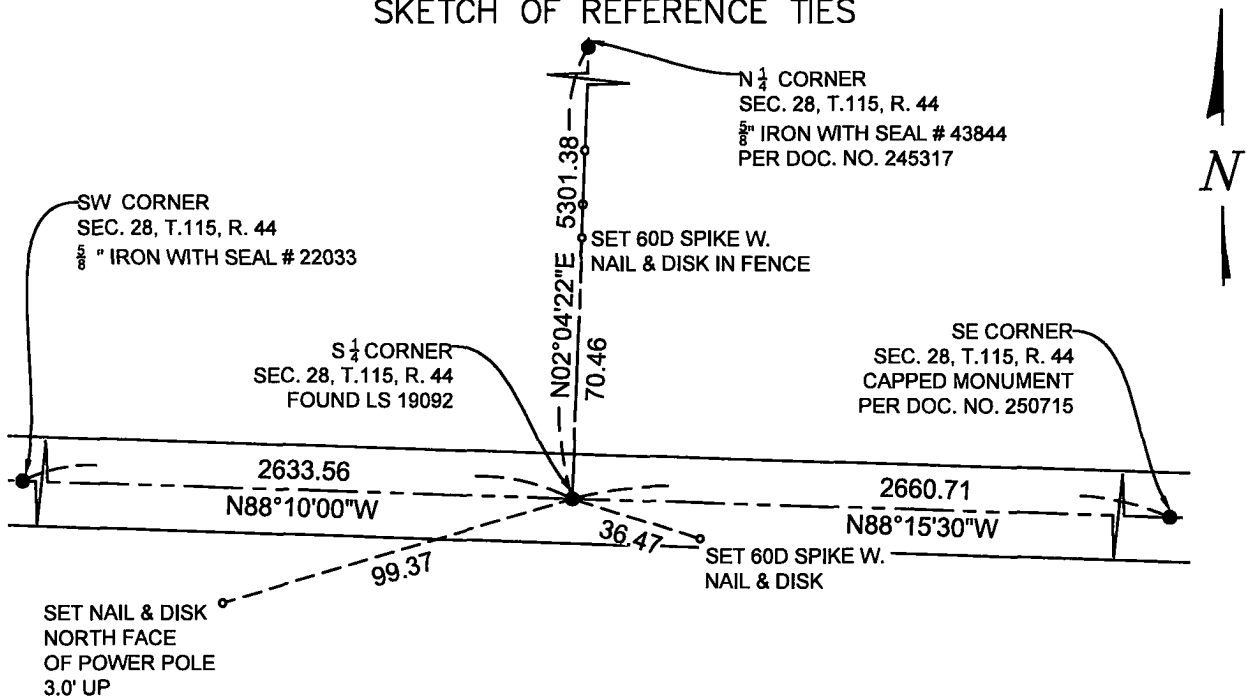 SKETCH OF REFERENCE TIES
N 1/4 CORNER
SEC. 28, T.115, R. 44
5/8" IRON WITH SEAL # 43844
PER DOC. NO. 245317
N
SW CORNER
SEC. 28, T.115, R. 44
5/8 " IRON WITH SEAL # 22033
N02°04'22"E 5301.38
SET 60D SPIKE W.
NAIL & DISK IN FENCE
70.46
S 1/4 CORNER
SEC. 28, T.115, R. 44
FOUND LS 19092
SE CORNER
SEC. 28, T.115, R. 44
CAPPED MONUMENT
PER DOC. NO. 250715
2633.56
N88°10'00"W
2660.71
N88°15'30"W
36.47
99.37
SET 60D SPIKE W.
NAIL & DISK
SET NAIL & DISK
NORTH FACE
OF POWER POLE
3.0' UP